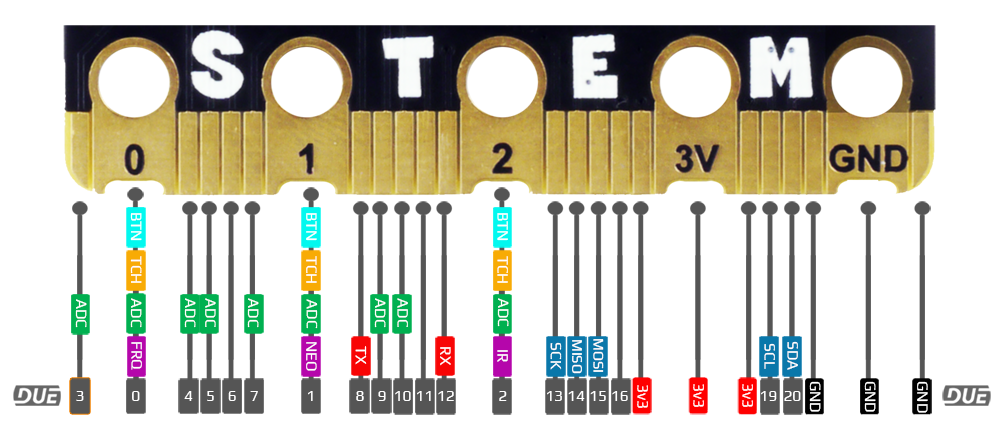 S T E M
0 1 2 3V GND
BTN BTN BTN
TCH TCH TCH
ADC ADC ADC ADC ADC ADC ADC ADC ADC
FRQ NEO TX RX IR SCK MISO MOSI SCL SDA
DUE 3 0 4 5 6 7 1 8 9 10 11 12 2 13 14 15 16 3v3 3v3 3v3 19 20 GND GND GND DUE